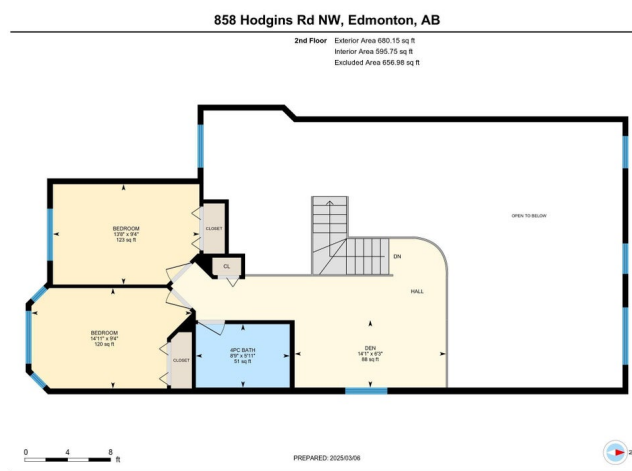 858 Hodgins Rd NW, Edmonton, AB
2nd Floor Exterior Area 680.15 sq ft
Interior Area 595.75 sq ft
Excluded Area 656.98 sq ft
BEDROOM
13'9" x 9'4"
123 sq ft
CLOSET
OPEN TO BELOW
DN
CL
HALL
BEDROOM
14'11" x 9'4"
120 sq ft
CLOSET
4PC BATH
8'9" x 5'11"
51 sq ft
DEN
14'1" x 6'3"
88 sq ft
0 4 8
ft
PREPARED: 2025/03/06